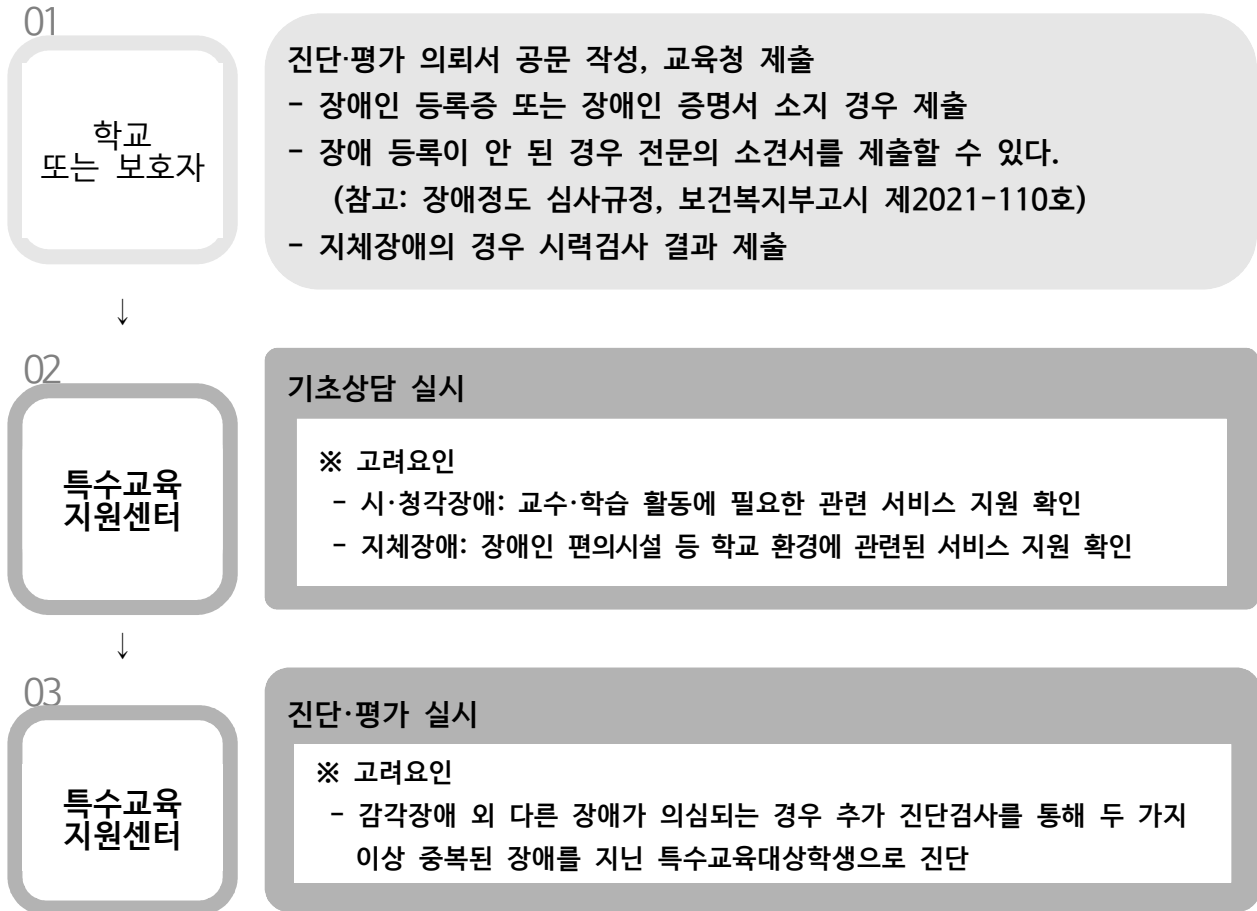 01
학교
또는 보호자
진단·평가 의뢰서 공문 작성, 교육청 제출
- 장애인 등록증 또는 장애인 증명서 소지 경우 제출
- 장애 등록이 안 된 경우 전문의 소견서를 제출할 수 있다.
(참고: 장애정도 심사규정, 보건복지부고시 제2021-110호)
- 지체장애의 경우 시력검사 결과 제출
↓
02
특수교육
지원센터
기초상담 실시
※ 고려요인
- 시·청각장애: 교수·학습 활동에 필요한 관련 서비스 지원 확인
- 지체장애: 장애인 편의시설 등 학교 환경에 관련된 서비스 지원 확인
↓
03
특수교육
지원센터
진단·평가 실시
※ 고려요인
- 감각장애 외 다른 장애가 의심되는 경우 추가 진단검사를 통해 두 가지
이상 중복된 장애를 지닌 특수교육대상학생으로 진단